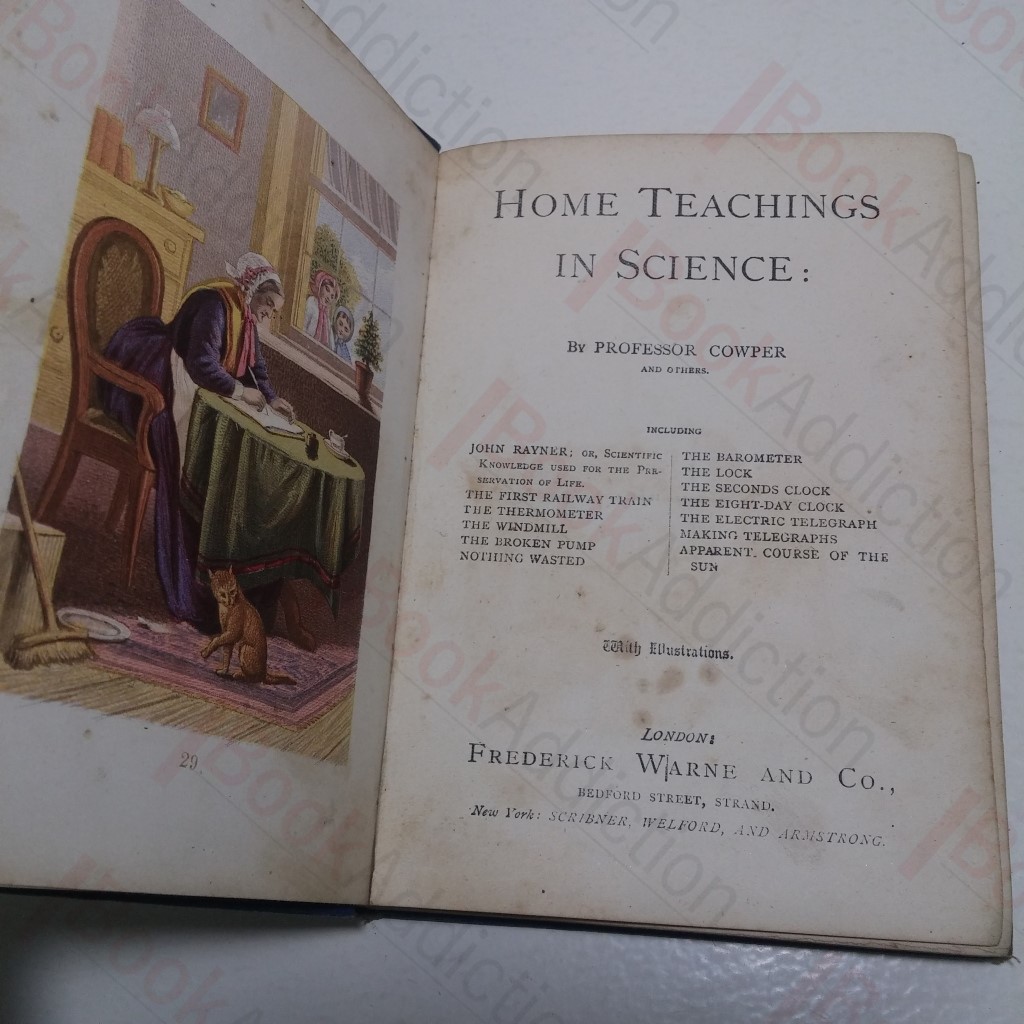 29
HOME TEACHINGS
IN SCIENCE:
BY PROFESSOR COWPER
AND OTHERS.
INCLUDING
JOHN RAYNER; OR, SCIENTIFIC
KNOWLEDGE USED FOR THE PRE-
SERVATION OF LIFE.
THE FIRST RAILWAY TRAIN
THE THERMOMETER
THE WINDMILL
THE BROKEN PUMP
NOTHING WASTED
THE BAROMETER
THE LOCK
THE SECONDS CLOCK
THE EIGHT-DAY CLOCK
THE ELECTRIC TELEGRAPH
MAKING TELEGRAPHS
APPARENT. COURSE OF THE
SUN
With Illustrations.
LONDON:
FREDERICK WARNE AND CO.,
BEDFORD STREET, STRAND.
New York: SCRIBNER, WELFORD, AND ARMSTRONG.
BookAddiction